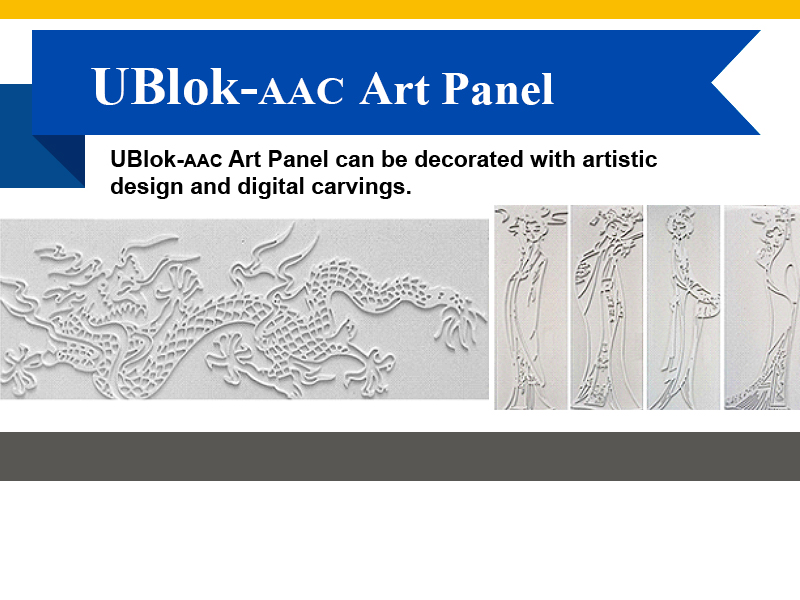 UBlok-AAC Art Panel
UBlok-AAC Art Panel can be decorated with artistic
design and digital carvings.